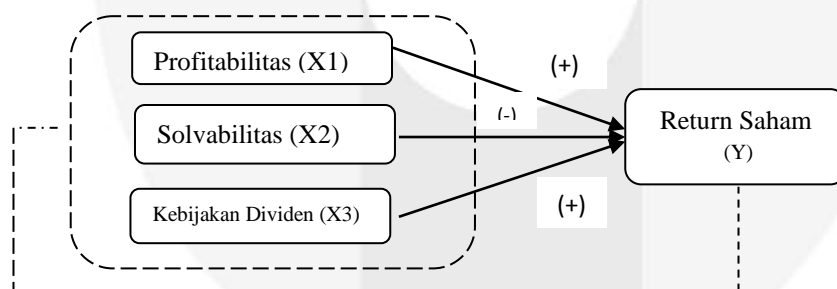 Profitabilitas (X1)
(+)
Solvabilitas (X2)
(-)
Return Saham
(Y)
Kebijakan Dividen (X3)
(+)